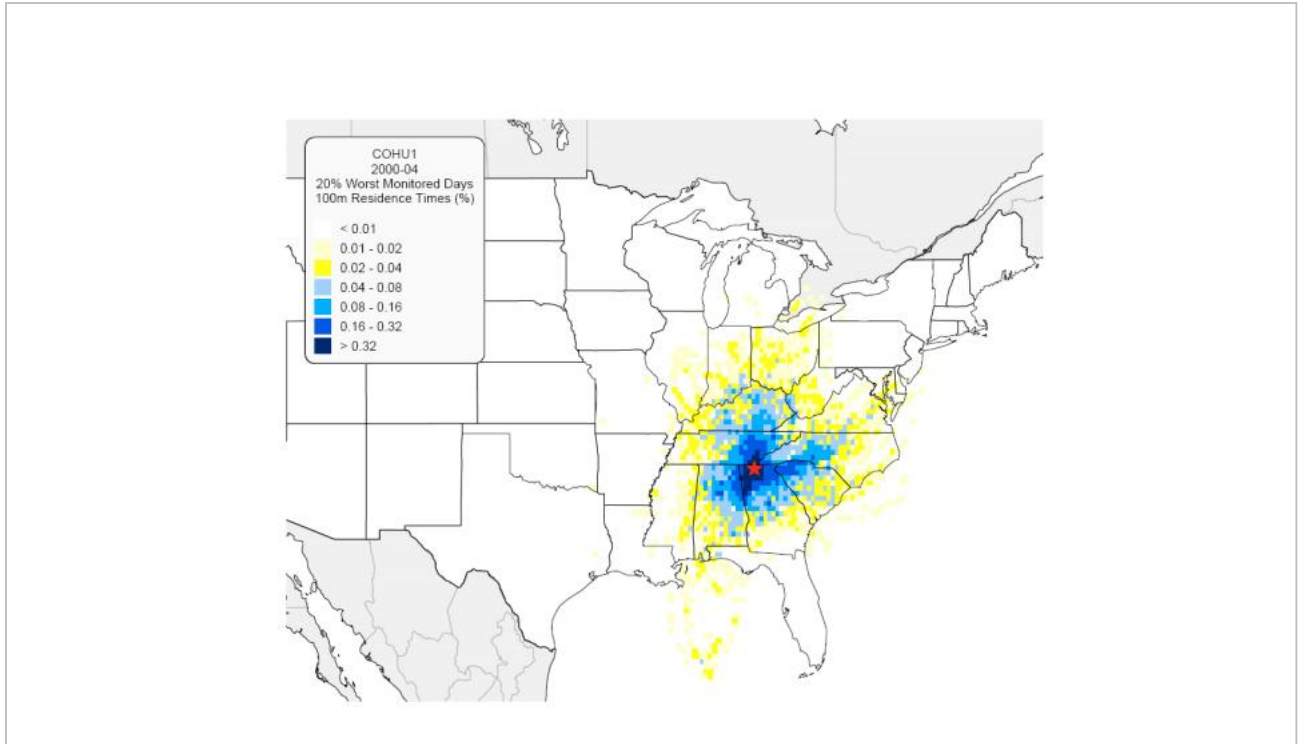 COHU1
2000-04
20% Worst Monitored Days
100m Residence Times (%)
< 0.01
0.01 - 0.02
0.02 - 0.04
0.04 - 0.08
0.08 - 0.16
0.16 - 0.32
> 0.32